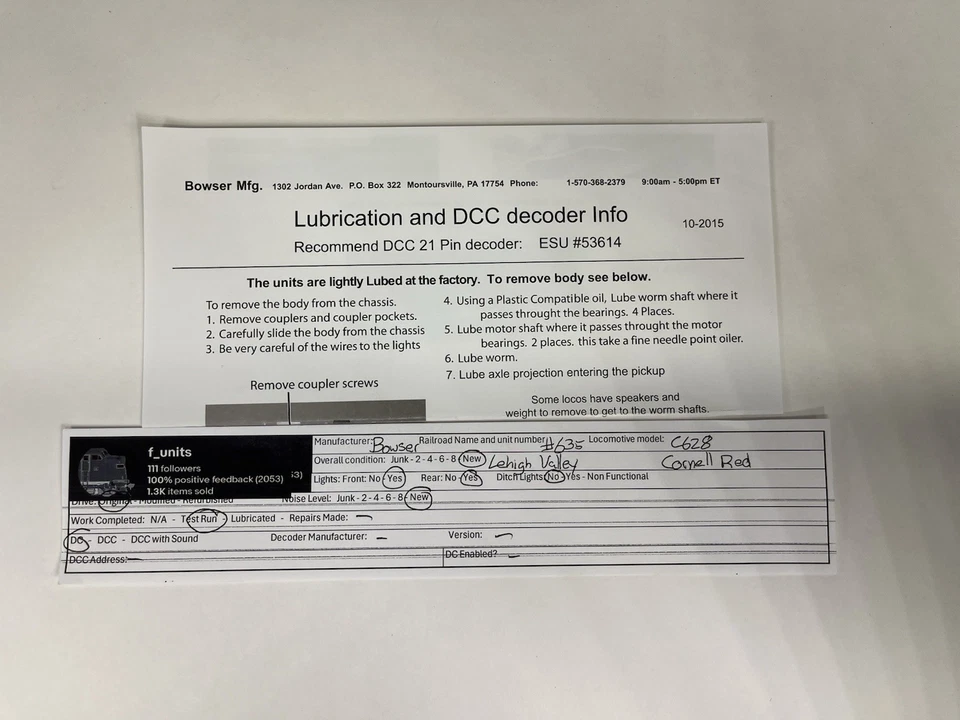 Bowser Mfg. 1302 Jordan Ave. P.O. Box 322 Montoursville, PA 17754 Phone: 1-570-368-2379 9:00am - 5:00pm ET
Lubrication and DCC decoder Info
10-2015
Recommend DCC 21 Pin decoder: ESU #53614
The units are lightly Lubed at the factory. To remove body see below.
To remove the body from the chassis.
1. Remove couplers and coupler pockets.
2. Carefully slide the body from the chassis
3. Be very careful of the wires to the lights
Remove coupler screws
4. Using a Plastic Compatible oil, Lube worm shaft where it
passes throught the bearings. 4 Places.
5. Lube motor shaft where it passes throught the motor
bearings. 2 places. this take a fine needle point oiler.
6. Lube worm.
7. Lube axle projection entering the pickup
Some locos have speakers and
weight to remove to get to the worm shafts.
f_units
111 followers
100% positive feedback (2053)
1.3K items sold
Manufacturer: Bowser Railroad Name and unit number #635 Locomotive model: C628
Overall condition: Junk - 2 - 4 - 6 - 8 New Lehigh Valley Cornell Red
Lights: Front: No Yes Rear: No Yes Ditch Lights: No Yes - Non Functional
Drive: Original - Modified - Refurbished Noise Level: Junk - 2 - 4 - 6 - 8 New
Work Completed: N/A - Test Run - Lubricated - Repairs Made: —
DC - DCC - DCC with Sound Decoder Manufacturer: — Version: —
DCC Address: — DC Enabled? —